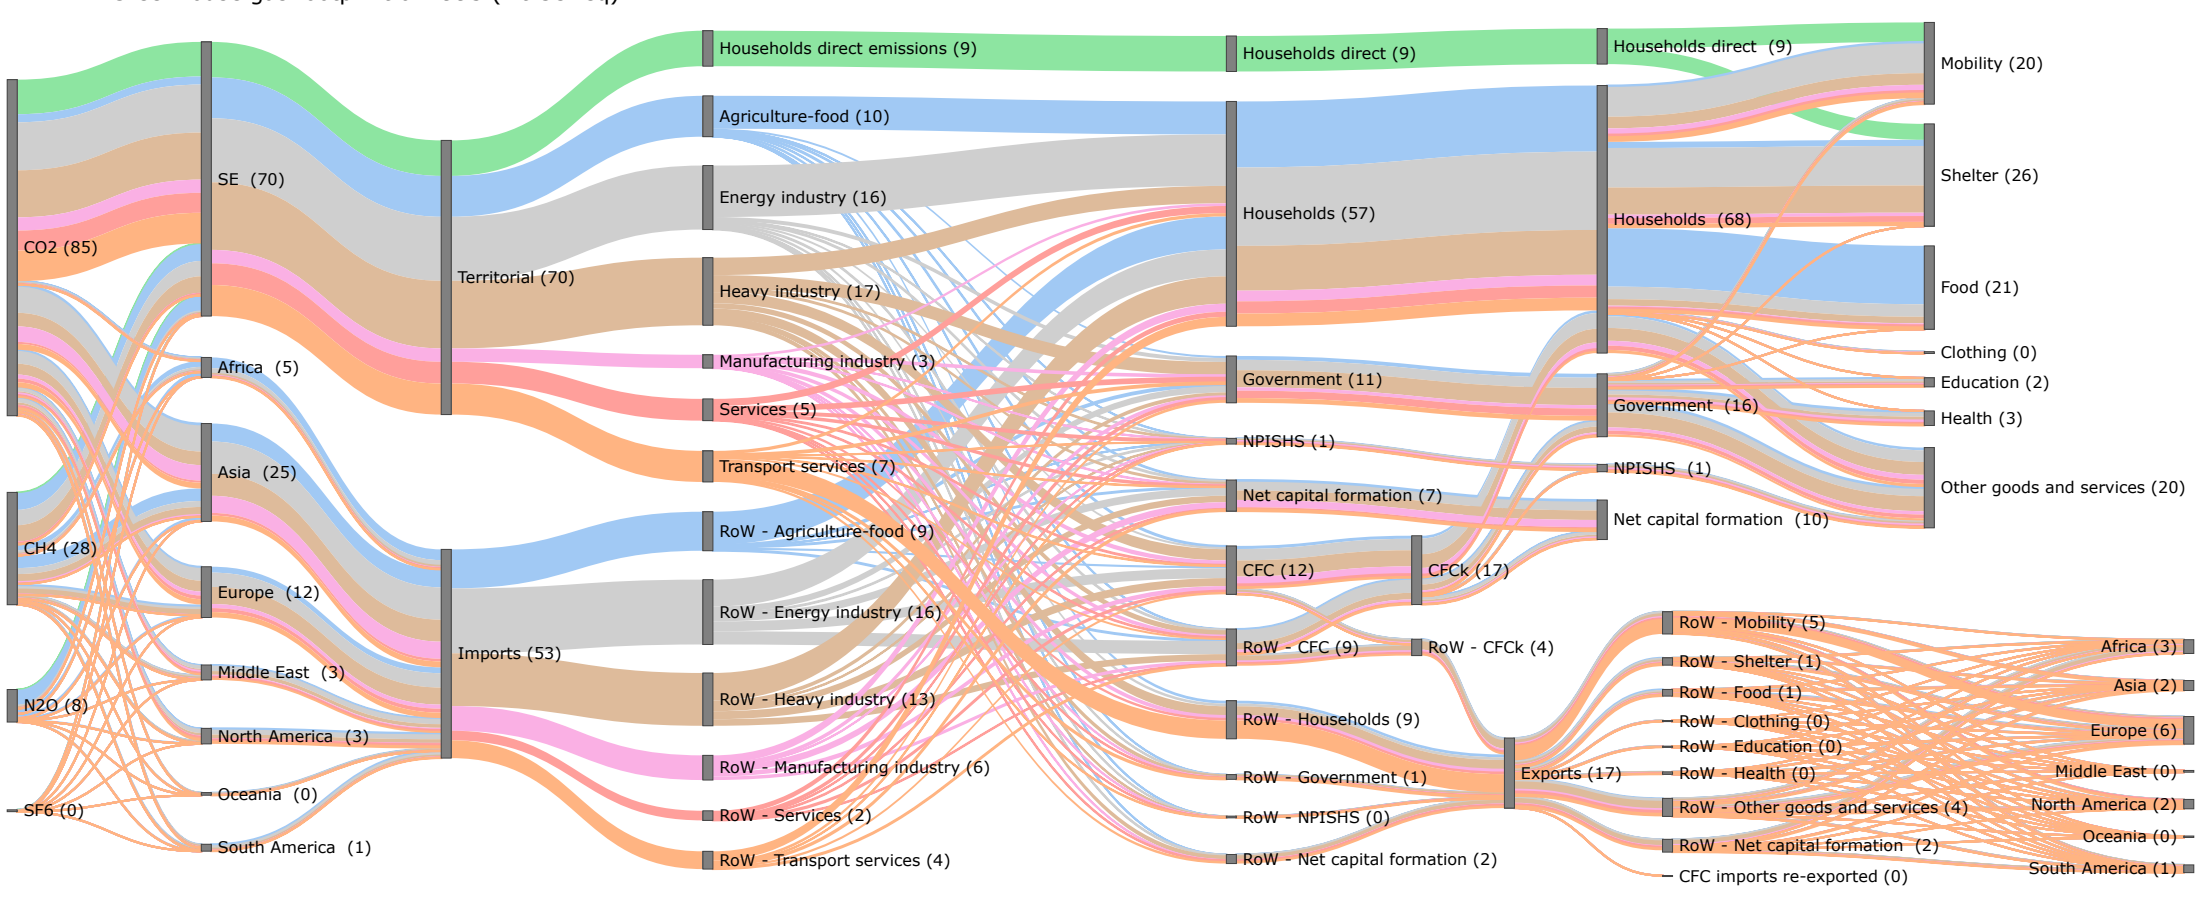 CO2 (85)
CH4 (28)
N2O (8)
SF6 (0)
SE (70)
Africa (5)
Asia (25)
Europe (12)
Middle East (3)
North America (3)
Oceania (0)
South America (1)
Territorial (70)
Imports (53)
Households direct emissions (9)
Agriculture-food (10)
Energy industry (16)
Heavy industry (17)
Manufacturing industry (3)
Services (5)
Transport services (7)
RoW - Agriculture-food (9)
RoW - Energy industry (16)
RoW - Heavy industry (13)
RoW - Manufacturing industry (6)
RoW - Services (2)
RoW - Transport services (4)
Households direct (9)
Households (57)
Government (11)
NPISHS (1)
Net capital formation (7)
CFC (12)
RoW - CFC (9)
RoW - Households (9)
RoW - Government (1)
RoW - NPISHS (0)
RoW - Net capital formation (2)
CFCk (17)
RoW - CFCk (4)
Exports (17)
Households direct (9)
Households (68)
Government (16)
NPISHS (1)
Net capital formation (10)
RoW - Mobility (5)
RoW - Shelter (1)
RoW - Food (1)
RoW - Clothing (0)
RoW - Education (0)
RoW - Health (0)
RoW - Other goods and services (4)
RoW - Net capital formation (2)
CFC imports re-exported (0)
Mobility (20)
Shelter (26)
Food (21)
Clothing (0)
Education (2)
Health (3)
Other goods and services (20)
Africa (3)
Asia (2)
Europe (6)
Middle East (0)
North America (2)
Oceania (0)
South America (1)